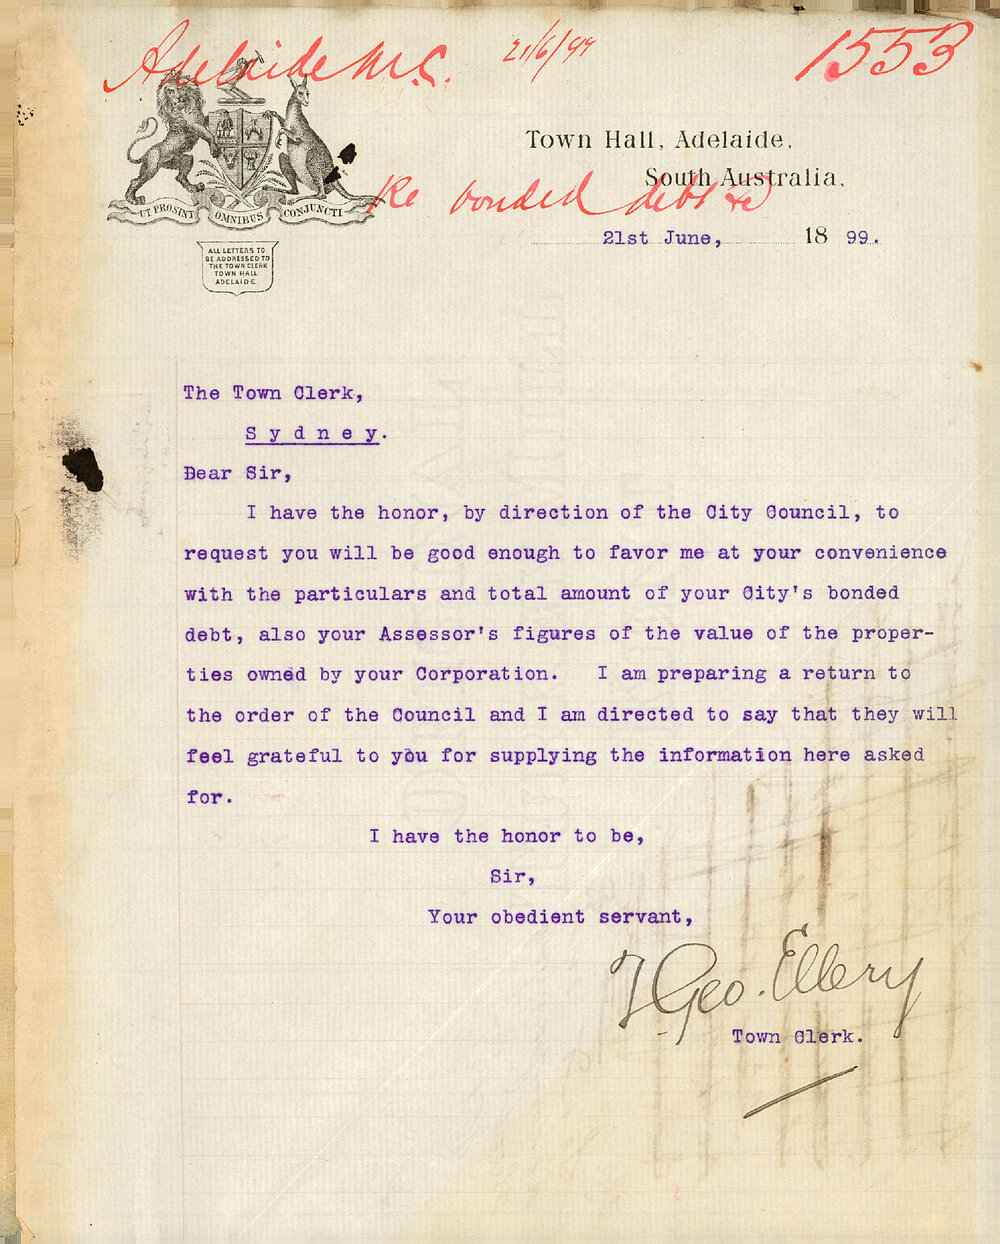 Adelaide M.C. 21/6/99 1553
Town Hall, Adelaide,
South Australia,
Re bonded debt &c
21st June, 18 99.
UT PROSINT OMNIBUS CONJUNCTI
ALL LETTERS TO
BE ADDRESSED TO
THE TOWN CLERK
TOWN HALL
ADELAIDE.
The Town Clerk,
Sydney.
Dear Sir,
I have the honor, by direction of the City Council, to
request you will be good enough to favor me at your convenience
with the particulars and total amount of your City's bonded
debt, also your Assessor's figures of the value of the proper-
ties owned by your Corporation. I am preparing a return to
the order of the Council and I am directed to say that they will
feel grateful to you for supplying the information here asked
for.
I have the honor to be,
Sir,
Your obedient servant,
T. Geo. Ellery
Town Clerk.